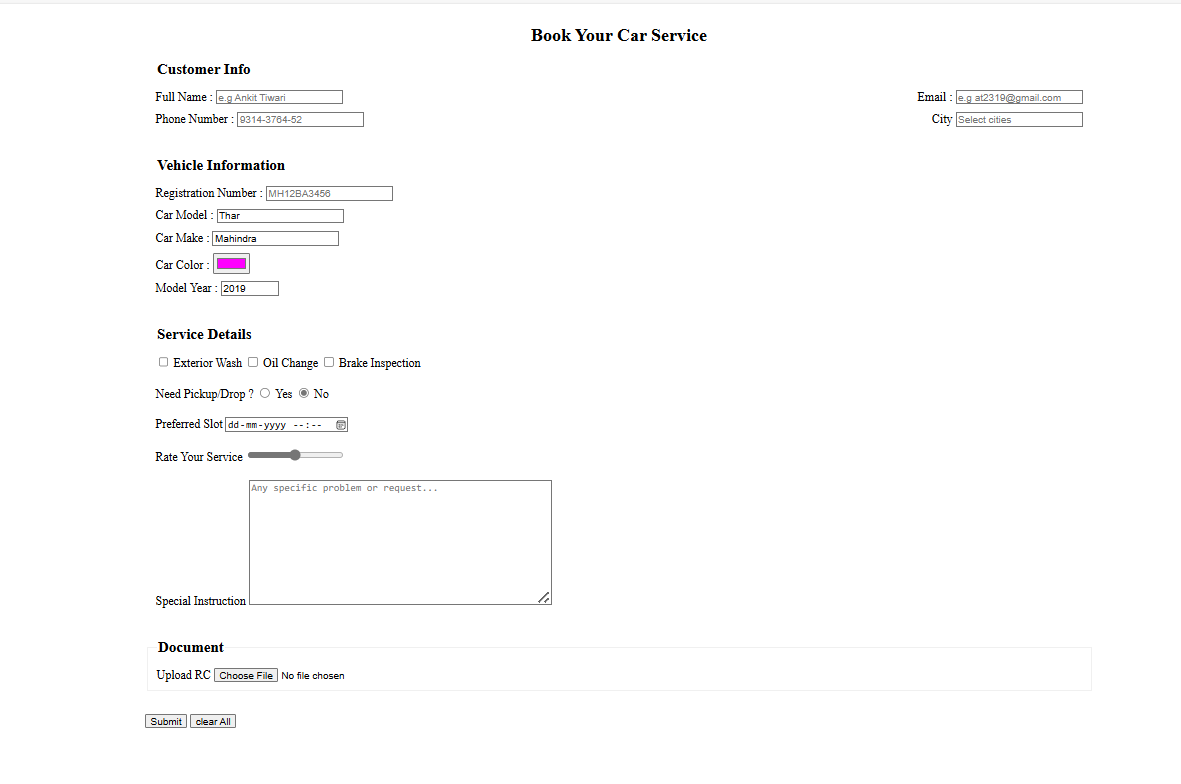 Book Your Car Service
Customer Info
Full Name : e.g Ankit Tiwari Email : e.g at2319@gmail.com
Phone Number : 9314-3764-52 City Select cities
Vehicle Information
Registration Number : MH12BA3456
Car Model : Thar
Car Make : Mahindra
Car Color :
Model Year : 2019
Service Details
Exterior Wash Oil Change Brake Inspection
Need Pickup/Drop ? Yes No
Preferred Slot dd-mm-yyyy --:--
Rate Your Service
Any specific problem or request...
Special Instruction
Document
Upload RC Choose File No file chosen
Submit clear All